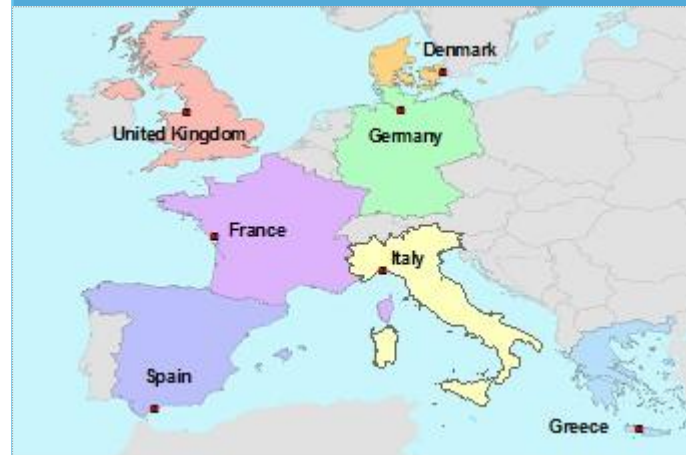 Denmark
United Kingdom
Germany
France
Italy
Spain
Greece